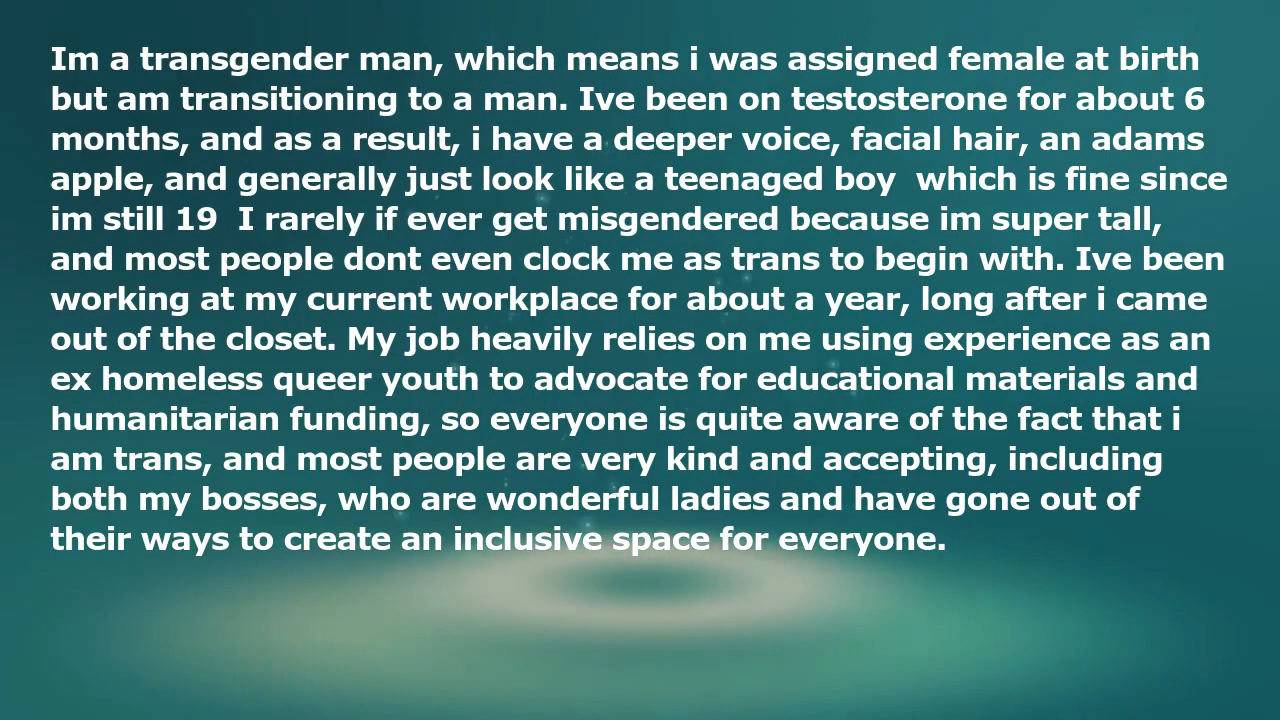 Im a transgender man, which means i was assigned female at birth
but am transitioning to a man. Ive been on testosterone for about 6
months, and as a result, i have a deeper voice, facial hair, an adams
apple, and generally just look like a teenaged boy  which is fine since
im still 19  I rarely if ever get misgendered because im super tall,
and most people dont even clock me as trans to begin with. Ive been
working at my current workplace for about a year, long after i came
out of the closet. My job heavily relies on me using experience as an
ex homeless queer youth to advocate for educational materials and
humanitarian funding, so everyone is quite aware of the fact that i
am trans, and most people are very kind and accepting, including
both my bosses, who are wonderful ladies and have gone out of
their ways to create an inclusive space for everyone.